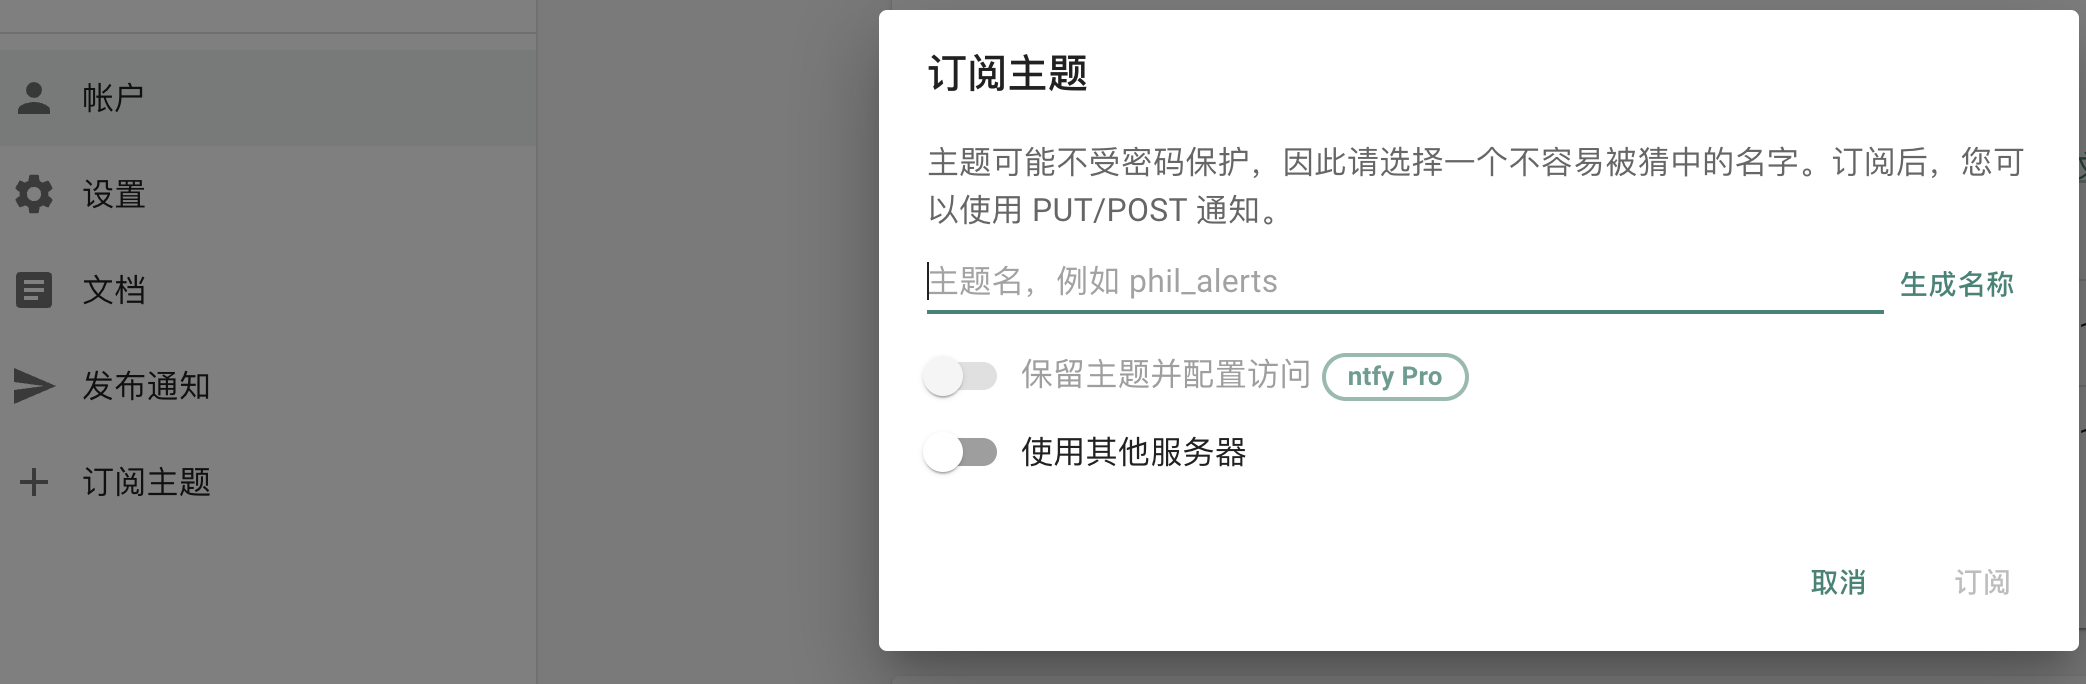 帐户
设置
文档
发布通知
订阅主题
订阅主题
主题可能不受密码保护，因此请选择一个不容易被猜中的名字。订阅后，您可
以使用 PUT/POST 通知。
主题名，例如 phil_alerts
生成名称
保留主题并配置访问 ntfy Pro
使用其他服务器
取消 订阅